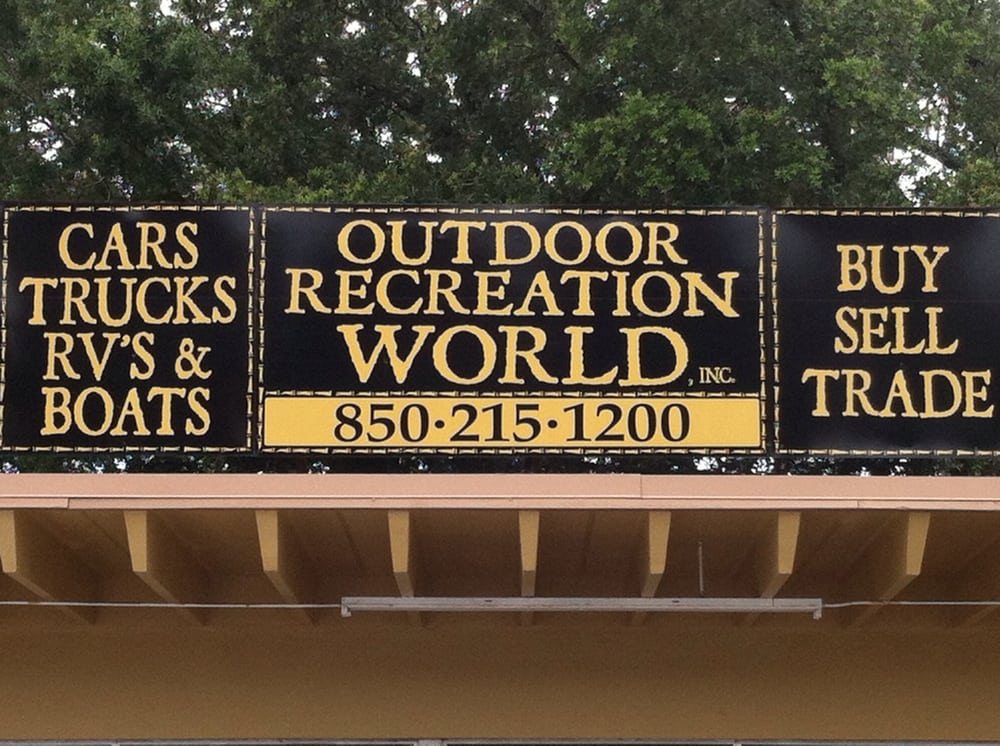 CARS
TRUCKS
RV'S &
BOATS
OUTDOOR
RECREATION
WORLD, INC.
850·215·1200
BUY
SELL
TRADE